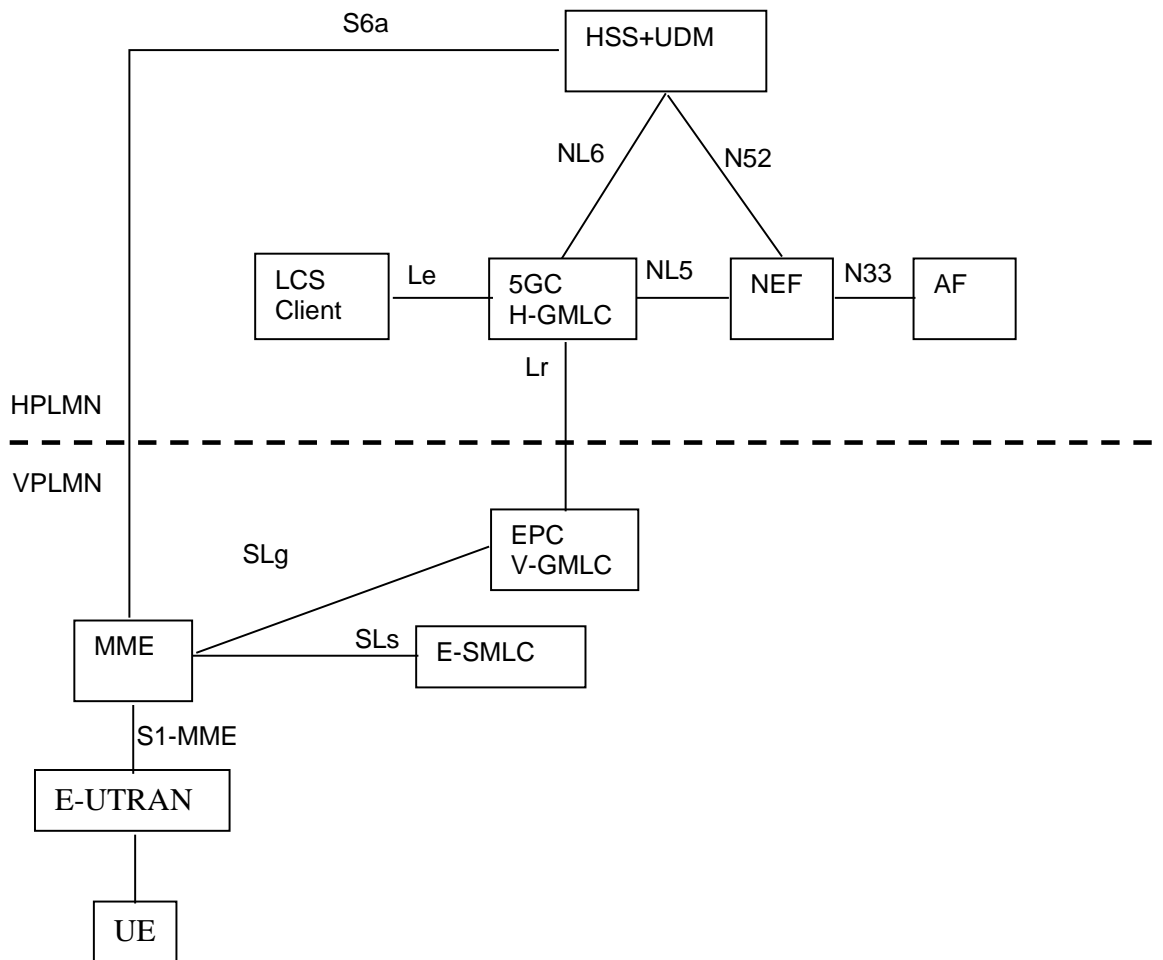 S6a
HSS+UDM
NL6
N52
LCS
Client
Le
5GC
H-GMLC
NL5
NEF
N33
AF
Lr
HPLMN
VPLMN
EPC
V-GMLC
SLg
MME
SLs
E-SMLC
S1-MME
E-UTRAN
UE